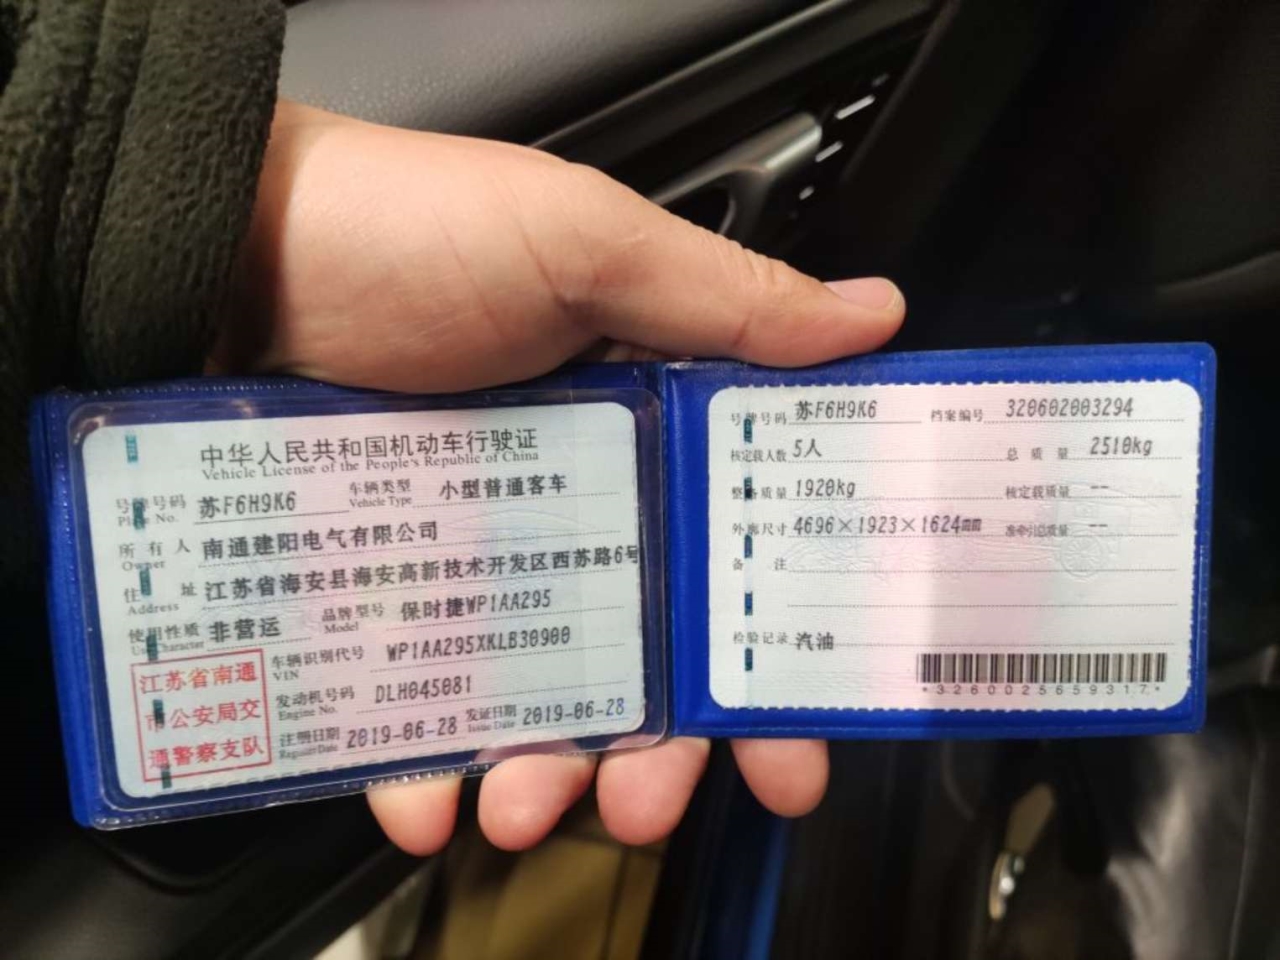 中华人民共和国机动车行驶证
Vehicle License of the People's Republic of China
号牌号码 苏F6H9K6 车辆类型 小型普通客车
Plate No. Vehicle Type
所有人 南通建阳电气有限公司
Owner
住址 江苏省海安县海安高新技术开发区西苏路6号
Address
使用性质 非营运 品牌型号 保时捷WP1AA295
Use Character Model
车辆识别代号 WP1AA295XKLB30900
VIN
发动机号码 DLH045081
Engine No.
注册日期 2019-06-28 发证日期 2019-06-28
Register Date Issue Date
江苏省南通
市公安局交
通警察支队
号牌号码 苏F6H9K6 档案编号 320602003294
核定载人数 5人 总质量 2510kg
整备质量 1920kg 核定载质量 --
外廓尺寸 4696×1923×1624mm 准牵引总质量 --
备注
检验记录 汽油
*3260025659317*